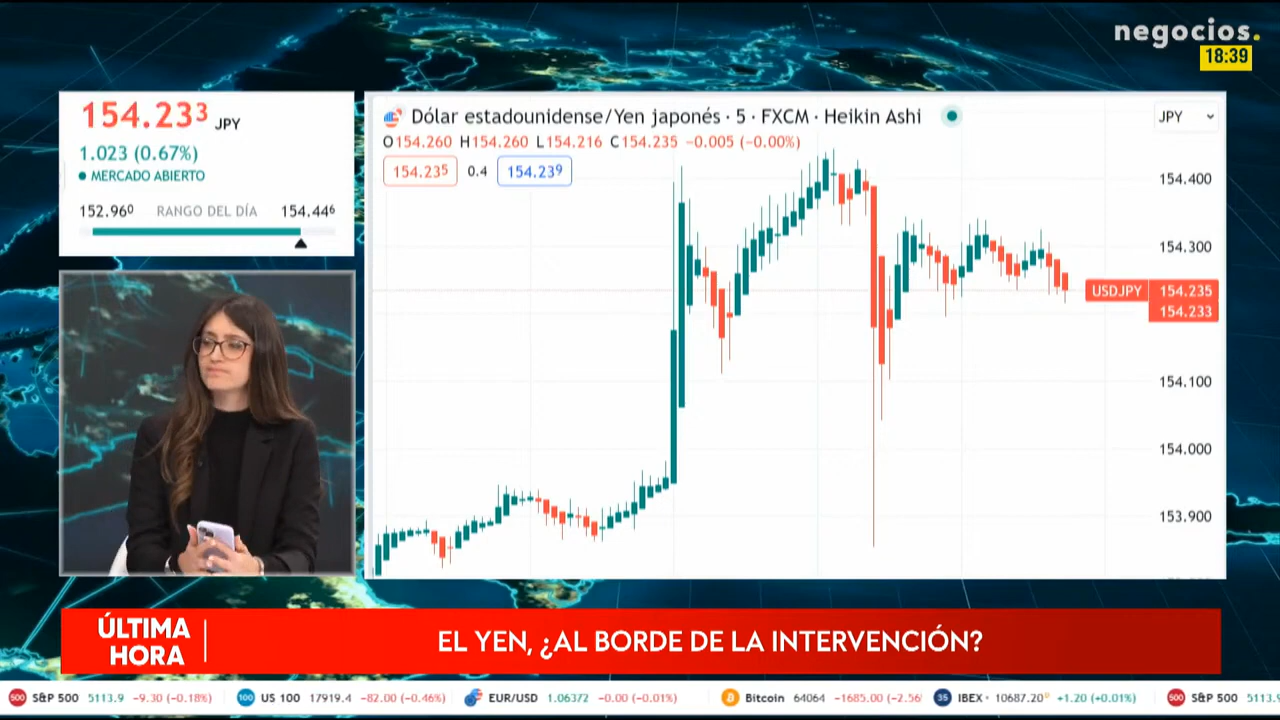 negocios.
18:39
154.233 JPY
1.023 (0.67%)
MERCADO ABIERTO
152.960 RANGO DEL DÍA 154.446
Dólar estadounidense/Yen japonés · 5 · FXCM · Heikin Ashi
JPY
O154.260 H154.260 L154.216 C154.235 −0.005 (−0.00%)
154.235 0.4 154.239
154.400
154.300
USDJPY 154.235
154.233
154.100
154.000
153.900
ÚLTIMA HORA
EL YEN, ¿AL BORDE DE LA INTERVENCIÓN?
500 S&P 500 5113.9 −9.30 (−0.18%) 100 US 100 17919.4 −82.00 (−0.46%) EUR/USD 1.06372 −0.00 (−0.01%) Bitcoin 64064 −1685.00 (−2.56 35 IBEX 10687.20 +1.20 (+0.01%) 500 S&P 500 5113.